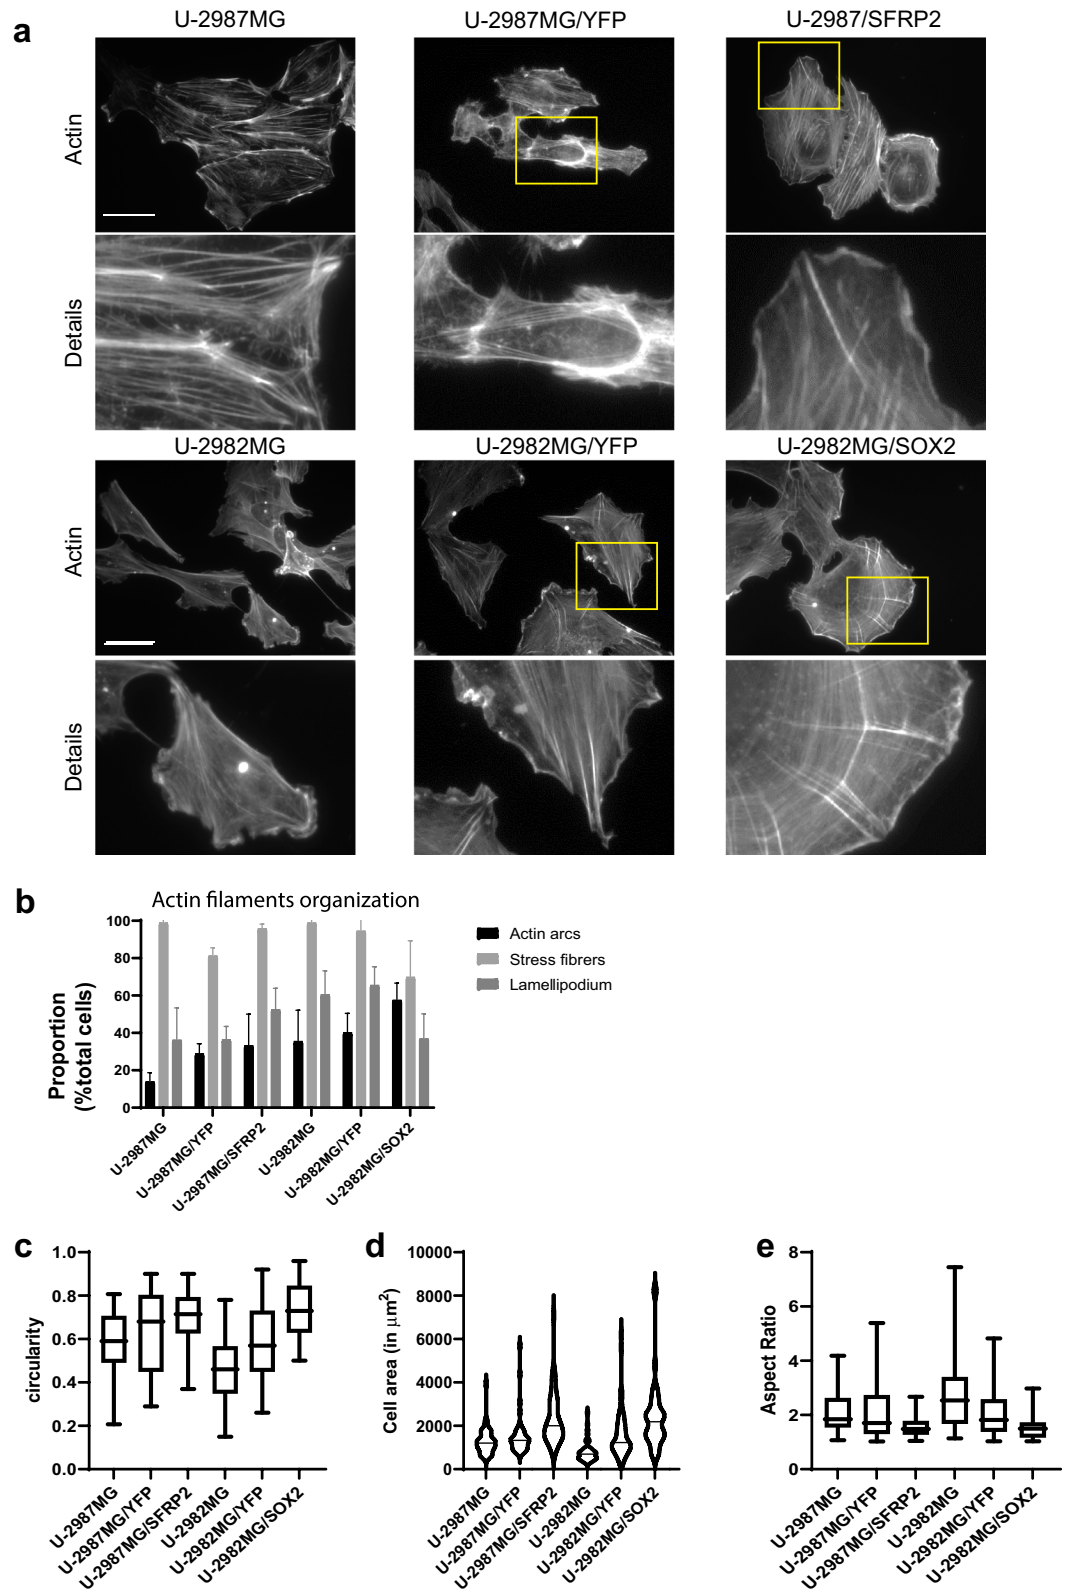 a
U-2987MG
U-2987MG/YFP
U-2987/SFRP2
Actin
Details
U-2982MG
U-2982MG/YFP
U-2982MG/SOX2
Actin
Details
b
Actin filaments organization
Proportion
(%total cells)
100
80
60
40
20
0
U-2987MG
U-2987MG/YFP
U-2987MG/SFRP2
U-2982MG
U-2982MG/YFP
U-2982MG/SOX2
Actin arcs
Stress fibrers
Lamellipodium
c
circularity
1.0
0.8
0.6
0.4
0.2
0.0
U-2987MG
U-2987MG/YFP
U-2987MG/SFRP2
U-2982MG
U-2982MG/YFP
U-2982MG/SOX2
d
Cell area (in μm²)
10000
8000
6000
4000
2000
0
U-2987MG
U-2987MG/YFP
U-2987MG/SFRP2
U-2982MG
U-2982MG/YFP
U-2982MG/SOX2
e
Aspect Ratio
8
6
4
2
0
U-2987MG
U-2987MG/YFP
U-2987MG/SFRP2
U-2982MG
U-2982MG/YFP
U-2982MG/SOX2